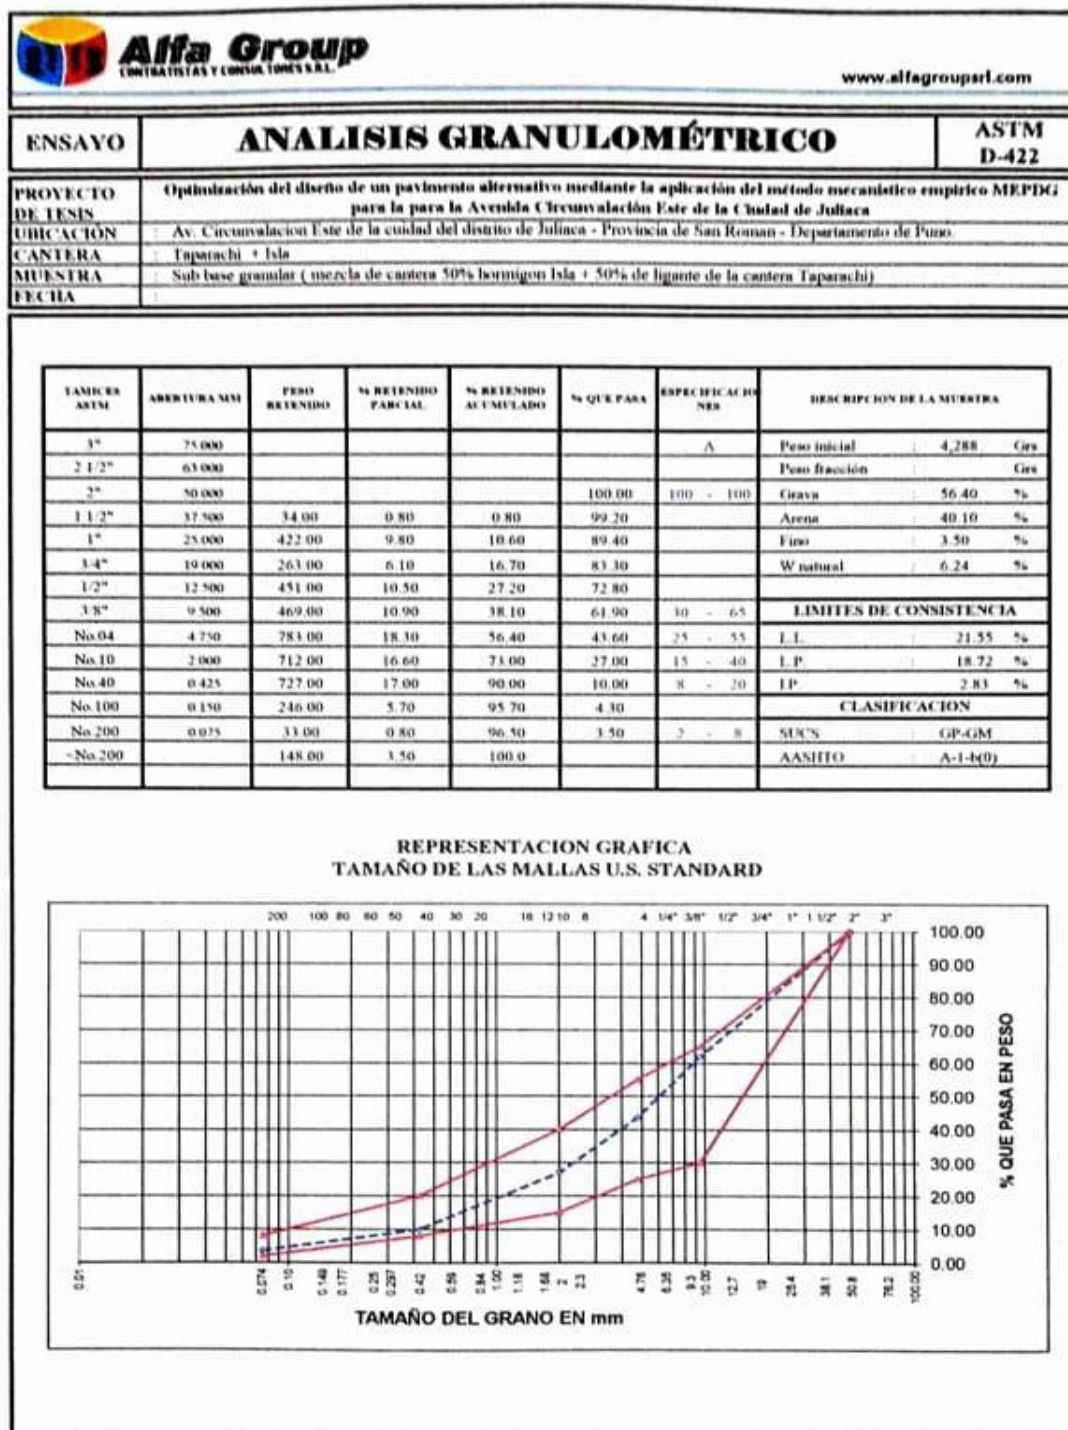 Alfa Group
CONTRATISTAS Y CONSULTORES S.R.L.
www.alfagroupsrl.com
ENSAYO
ANALISIS GRANULOMÉTRICO
ASTM
D-422
PROYECTO DE TESIS
Optimización del diseño de un pavimento alternativo mediante la aplicación del método mecanistico empirico MEPDG
para la para la Avenida Circunvalación Este de la Ciudad de Juliaca
UBICACIÓN : Av. Circunvalacion Este de la cuidad del distrito de Juliaca - Provincia de San Roman - Departamento de Puno.
CANTERA : Taparachi + Isla
MUESTRA : Sub base granular ( mezcla de cantera 50% hormigon Isla + 50% de ligante de la cantera Taparachi)
FECHA :
TAMICES ASTM ABERTURA MM PESO RETENIDO % RETENIDO PARCIAL % RETENIDO ACUMULADO % QUE PASA ESPECIFICACIONES DESCRIPCION DE LA MUESTRA
3" 75.000 A Peso inicial : 4,288 Grs
2 1/2" 63.000 Peso fracción : Grs
2" 50.000 100.00 100 - 100 Grava : 56.40 %
1 1/2" 37.500 34.00 0.80 0.80 99.20 Arena : 40.10 %
1" 25.000 422.00 9.80 10.60 89.40 Fino : 3.50 %
3/4" 19.000 263.00 6.10 16.70 83.30 W natural : 6.24 %
1/2" 12.500 451.00 10.50 27.20 72.80
3/8" 9.500 469.00 10.90 38.10 61.90 30 - 65 LIMITES DE CONSISTENCIA
No.04 4.750 783.00 18.30 56.40 43.60 25 - 55 L.L. : 21.55 %
No.10 2.000 712.00 16.60 73.00 27.00 15 - 40 L.P. : 18.72 %
No.40 0.425 727.00 17.00 90.00 10.00 8 - 20 I.P. : 2.83 %
No.100 0.150 246.00 5.70 95.70 4.30 CLASIFICACION
No.200 0.075 33.00 0.80 96.50 3.50 2 - 8 SUCS : GP-GM
<No.200 148.00 3.50 100.0 AASHTO : A-1-b(0)
REPRESENTACION GRAFICA
TAMAÑO DE LAS MALLAS U.S. STANDARD
200 100 80 60 50 40 30 20 16 12 10 8 4 1/4" 3/8" 1/2" 3/4" 1" 1 1/2" 2" 3"
100.00
90.00
80.00
70.00
60.00
50.00
40.00
30.00
20.00
10.00
0.00
% QUE PASA EN PESO
0.01 0.074 0.10 0.149 0.177 0.25 0.297 0.42 0.59 0.84 1.00 1.18 1.68 2 2.3 4.76 6.35 9.3 10.00 12.7 19 25.4 38.1 50.8 76.2 100.00
TAMAÑO DEL GRANO EN mm